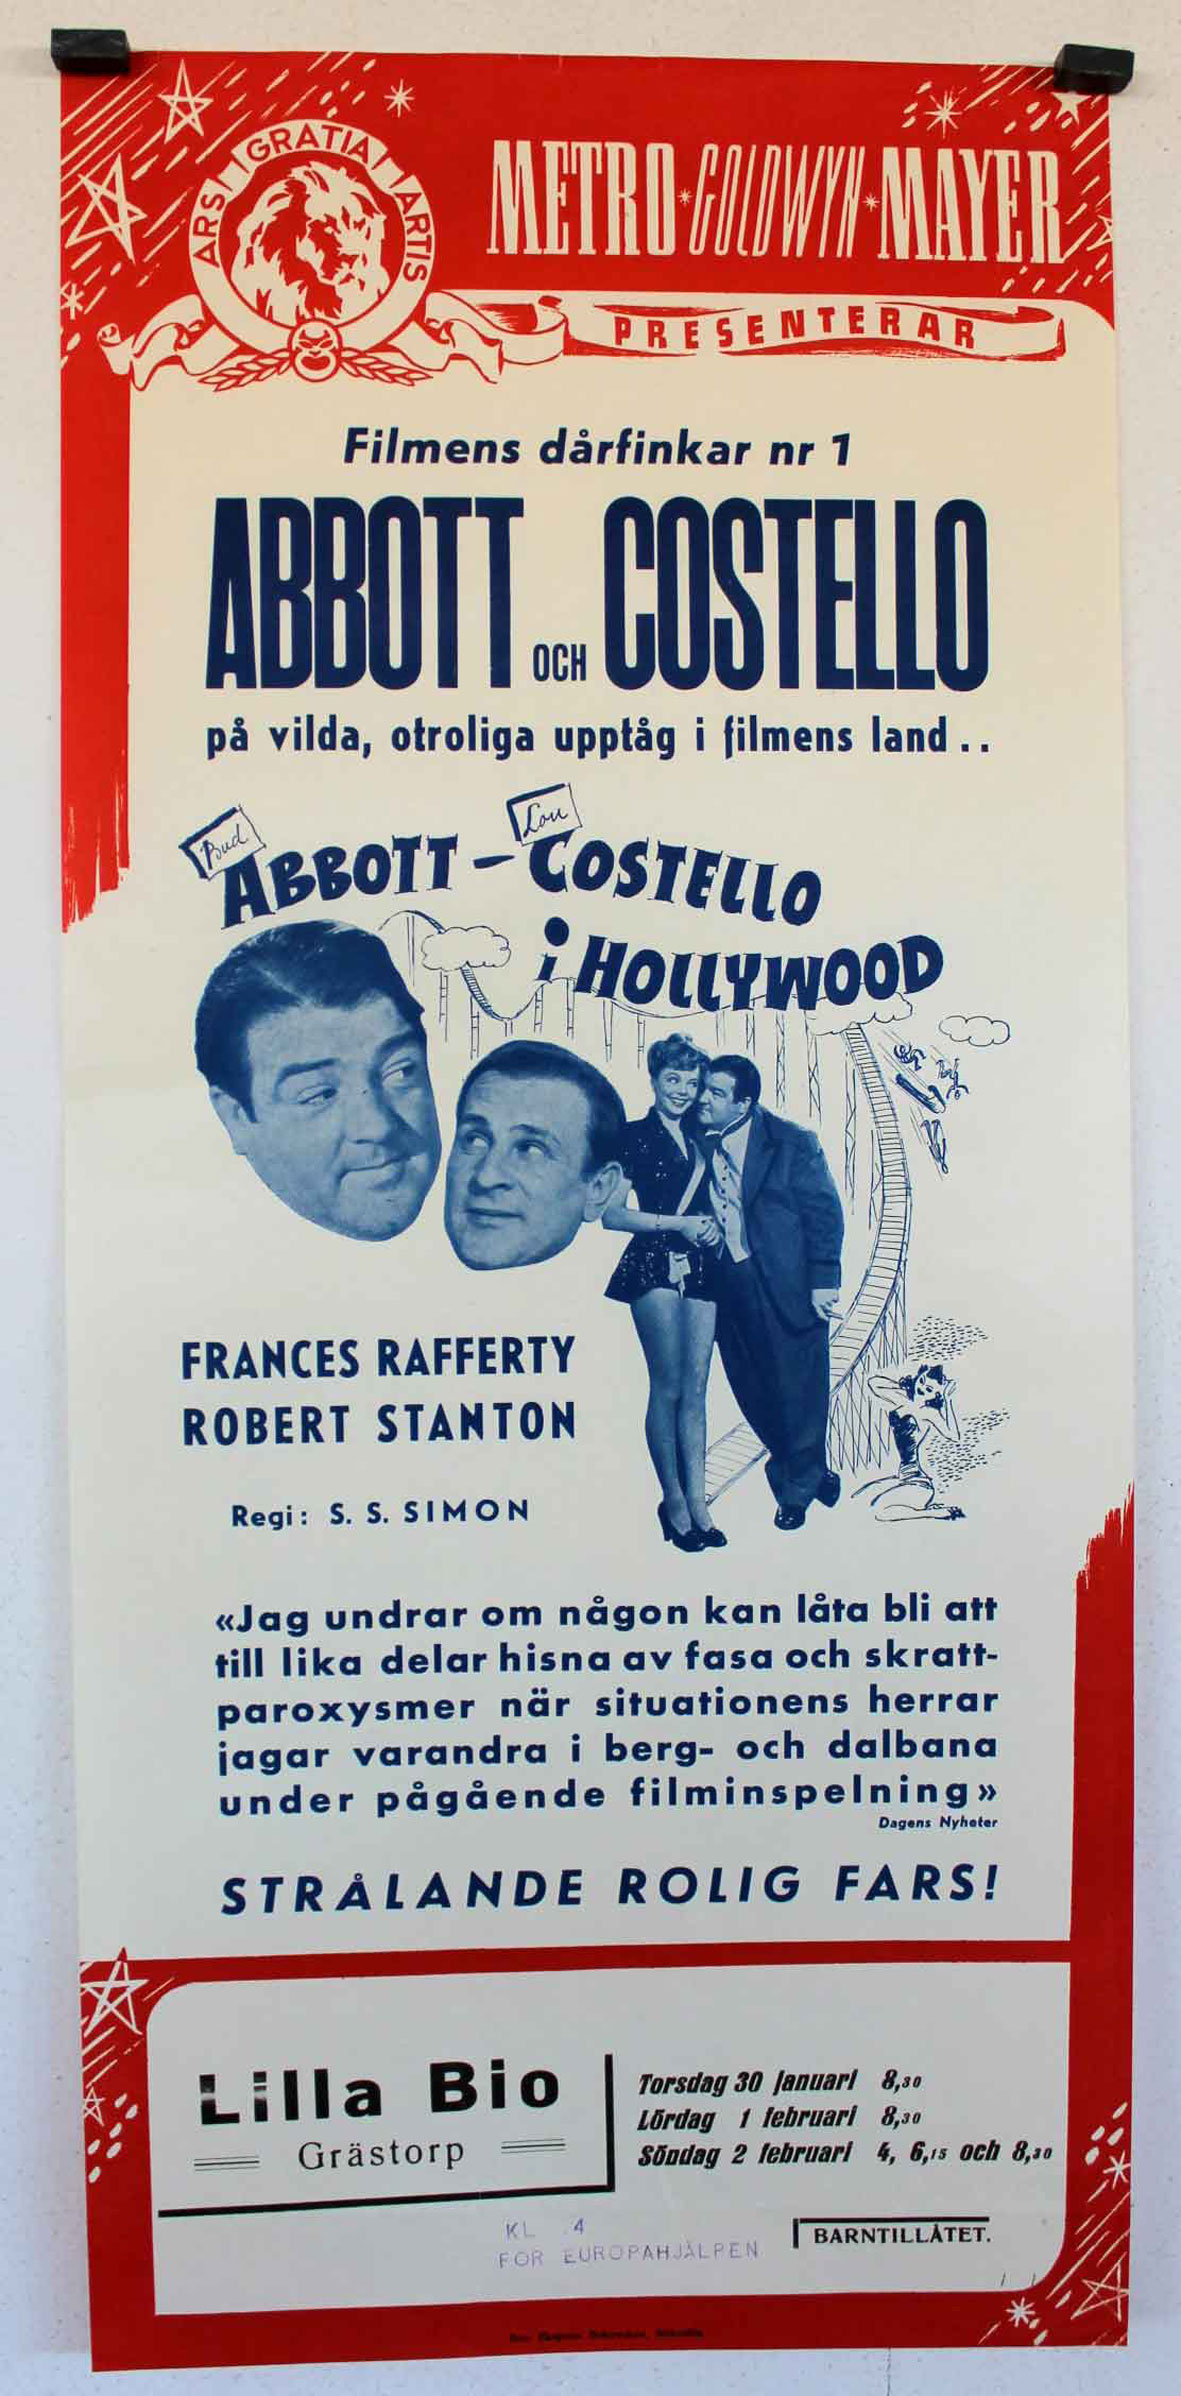 ARS GRATIA ARTIS
METRO*GOLDWYN*MAYER
PRESENTERAR
Filmens dårfinkar nr 1
ABBOTT OCH COSTELLO
på vilda, otroliga upptåg i filmens land..
Bud Lou
ABBOTT - COSTELLO
i HOLLYWOOD
FRANCES RAFFERTY
ROBERT STANTON
Regi: S. S. SIMON
«Jag undrar om någon kan låta bli att
till lika delar hisna av fasa och skratt-
paroxysmer när situationens herrar
jagar varandra i berg- och dalbana
under pågående filminspelning»
Dagens Nyheter
STRÅLANDE ROLIG FARS!
Lilla Bio
Grästorp
Torsdag 30 januari 8,30
Lördag 1 februari 8,30
Söndag 2 februari 4, 6,15 och 8,30
KL 4
FÖR EUROPAHJÄLPEN
BARNTILLÅTET.